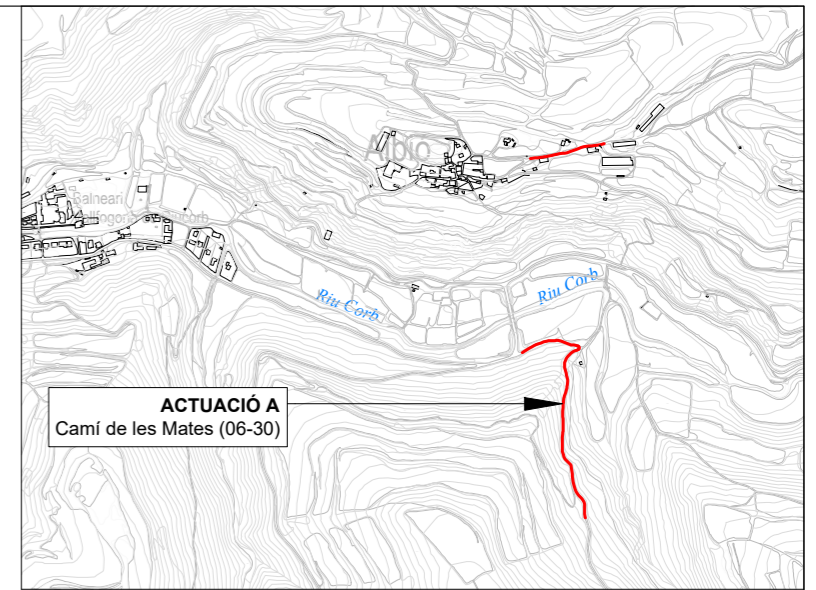 Albió
Balneari
Riu Corb
Riu Corb
ACTUACIÓ A
Camí de les Mates (06-30)